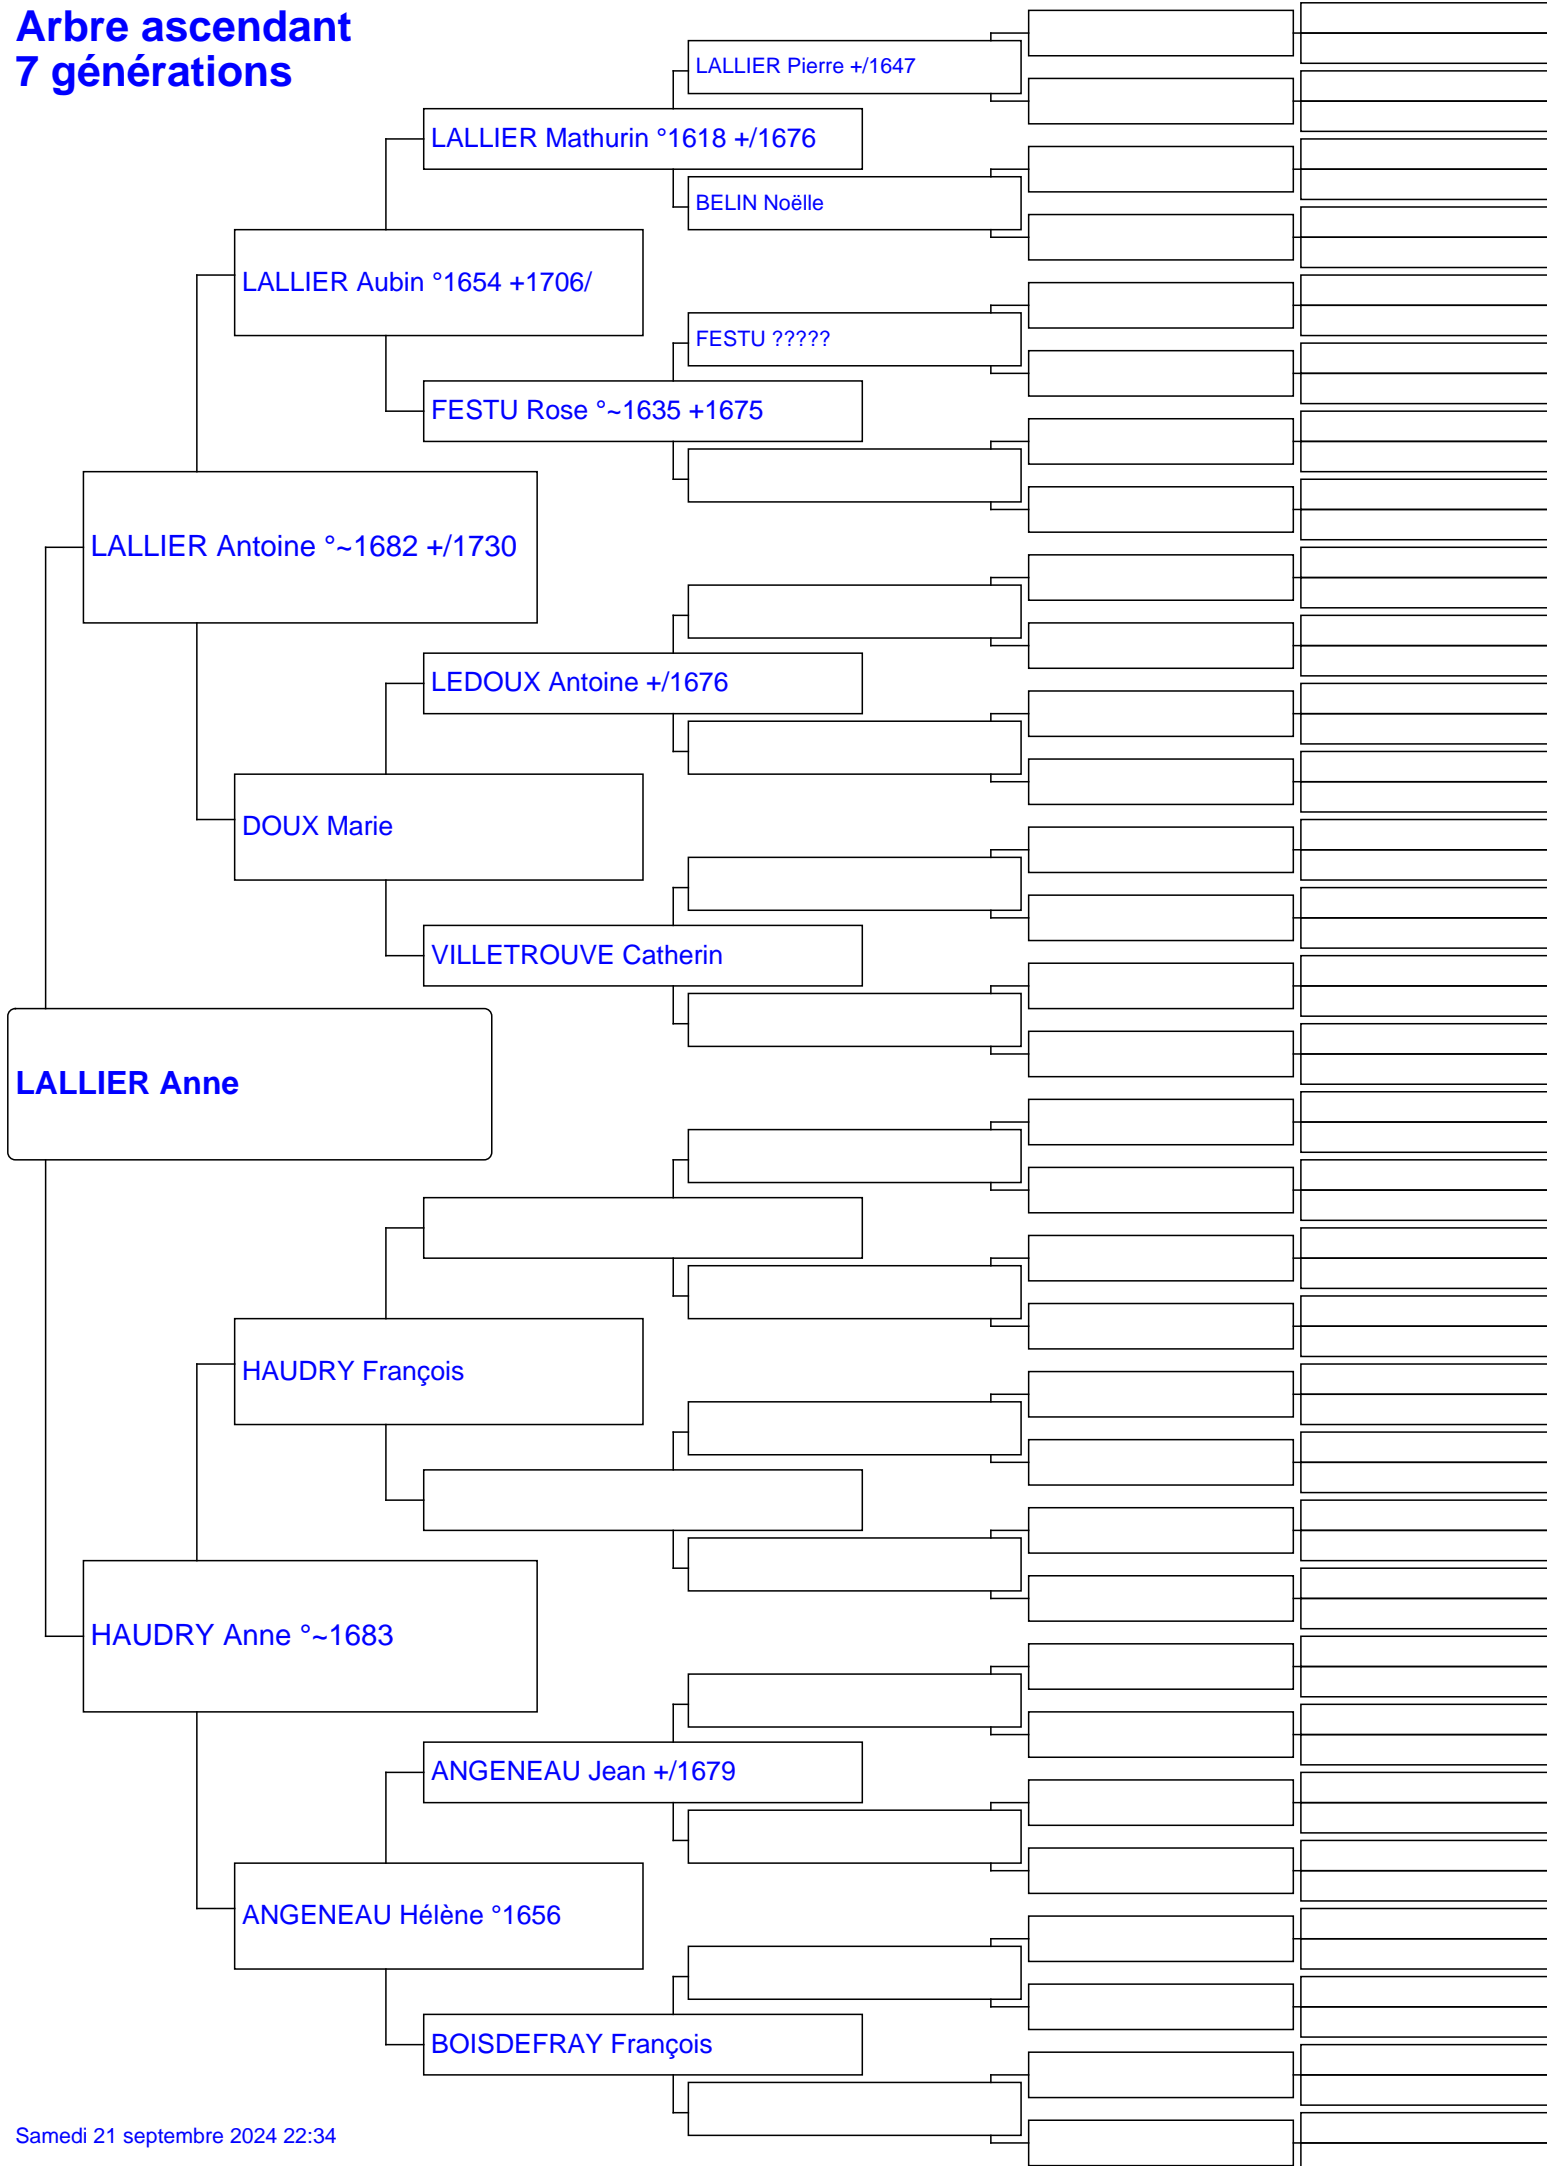 Arbre ascendant
7 générations
LALLIER Pierre +/1647
LALLIER Mathurin °1618 +/1676
BELIN Noëlle
LALLIER Aubin °1654 +1706/
FESTU ?????
FESTU Rose °~1635 +1675
LALLIER Antoine °~1682 +/1730
LEDOUX Antoine +/1676
DOUX Marie
VILLETROUVE Catherin
LALLIER Anne
HAUDRY François
HAUDRY Anne °~1683
ANGENEAU Jean +/1679
ANGENEAU Hélène °1656
BOISDEFRAY François
Samedi 21 septembre 2024 22:34